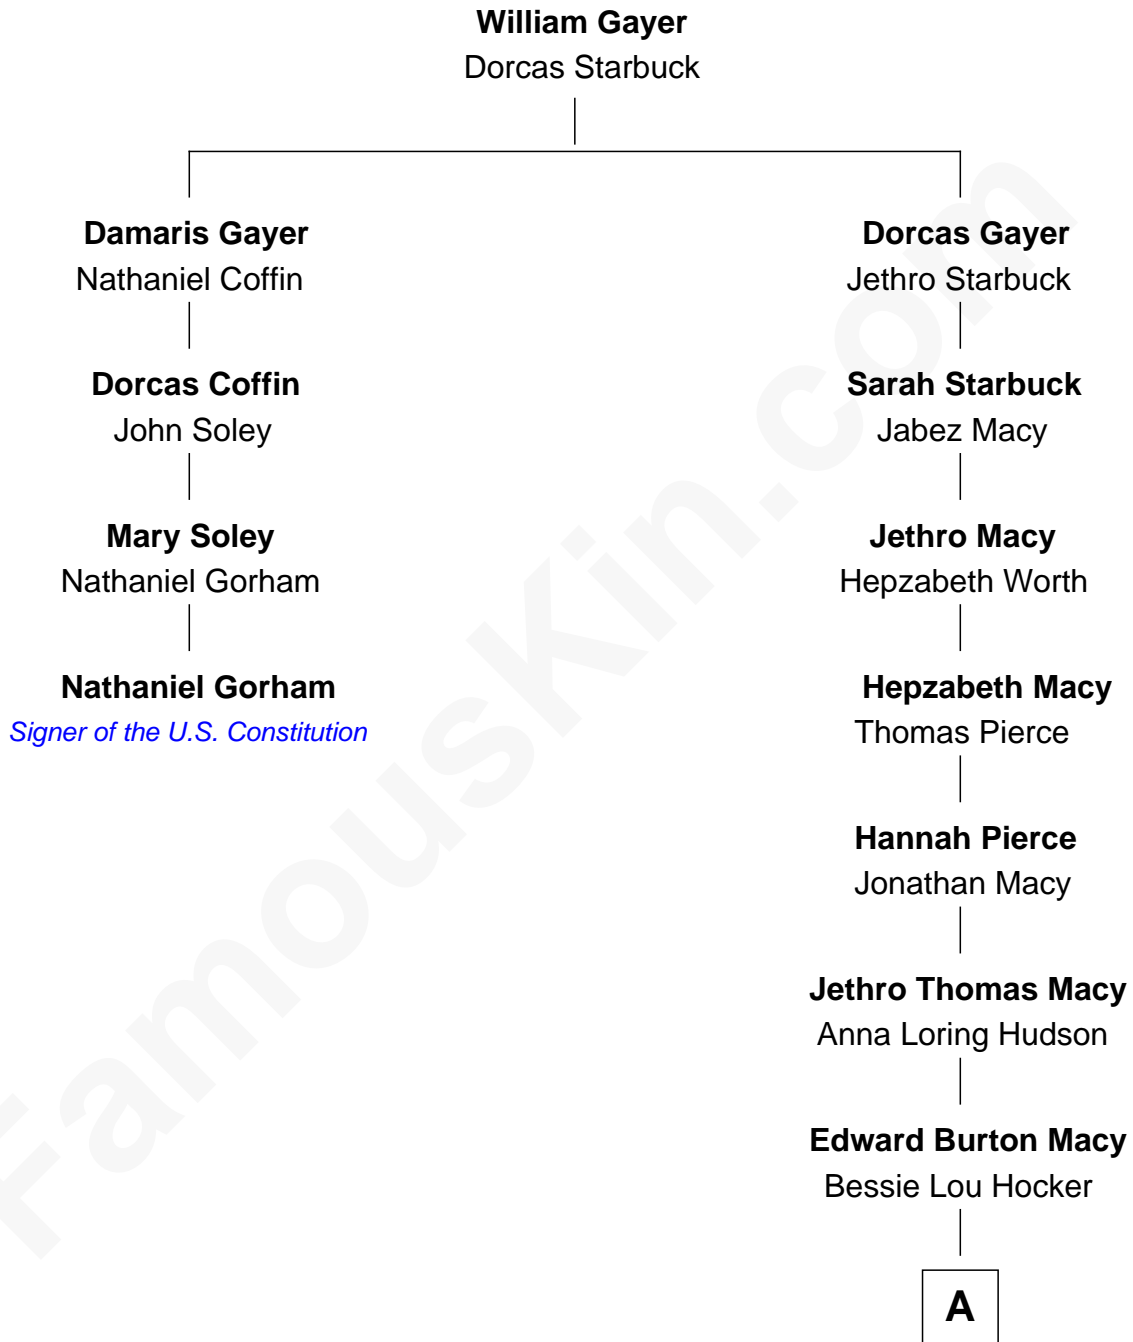 William Gayer
Dorcas Starbuck
Damaris Gayer
Nathaniel Coffin
Dorcas Gayer
Jethro Starbuck
Dorcas Coffin
John Soley
Sarah Starbuck
Jabez Macy
Mary Soley
Nathaniel Gorham
Jethro Macy
Hepzabeth Worth
Nathaniel Gorham
Signer of the U.S. Constitution
Hepzabeth Macy
Thomas Pierce
Hannah Pierce
Jonathan Macy
Jethro Thomas Macy
Anna Loring Hudson
Edward Burton Macy
Bessie Lou Hocker
A
FamousKin.com